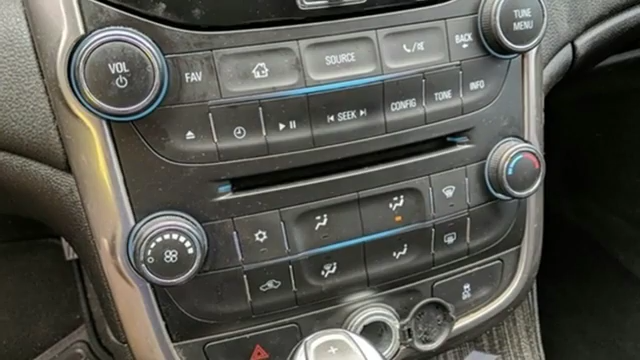 VOL
FAV
SOURCE
BACK
TUNE
MENU
SEEK
CONFIG
TONE
INFO